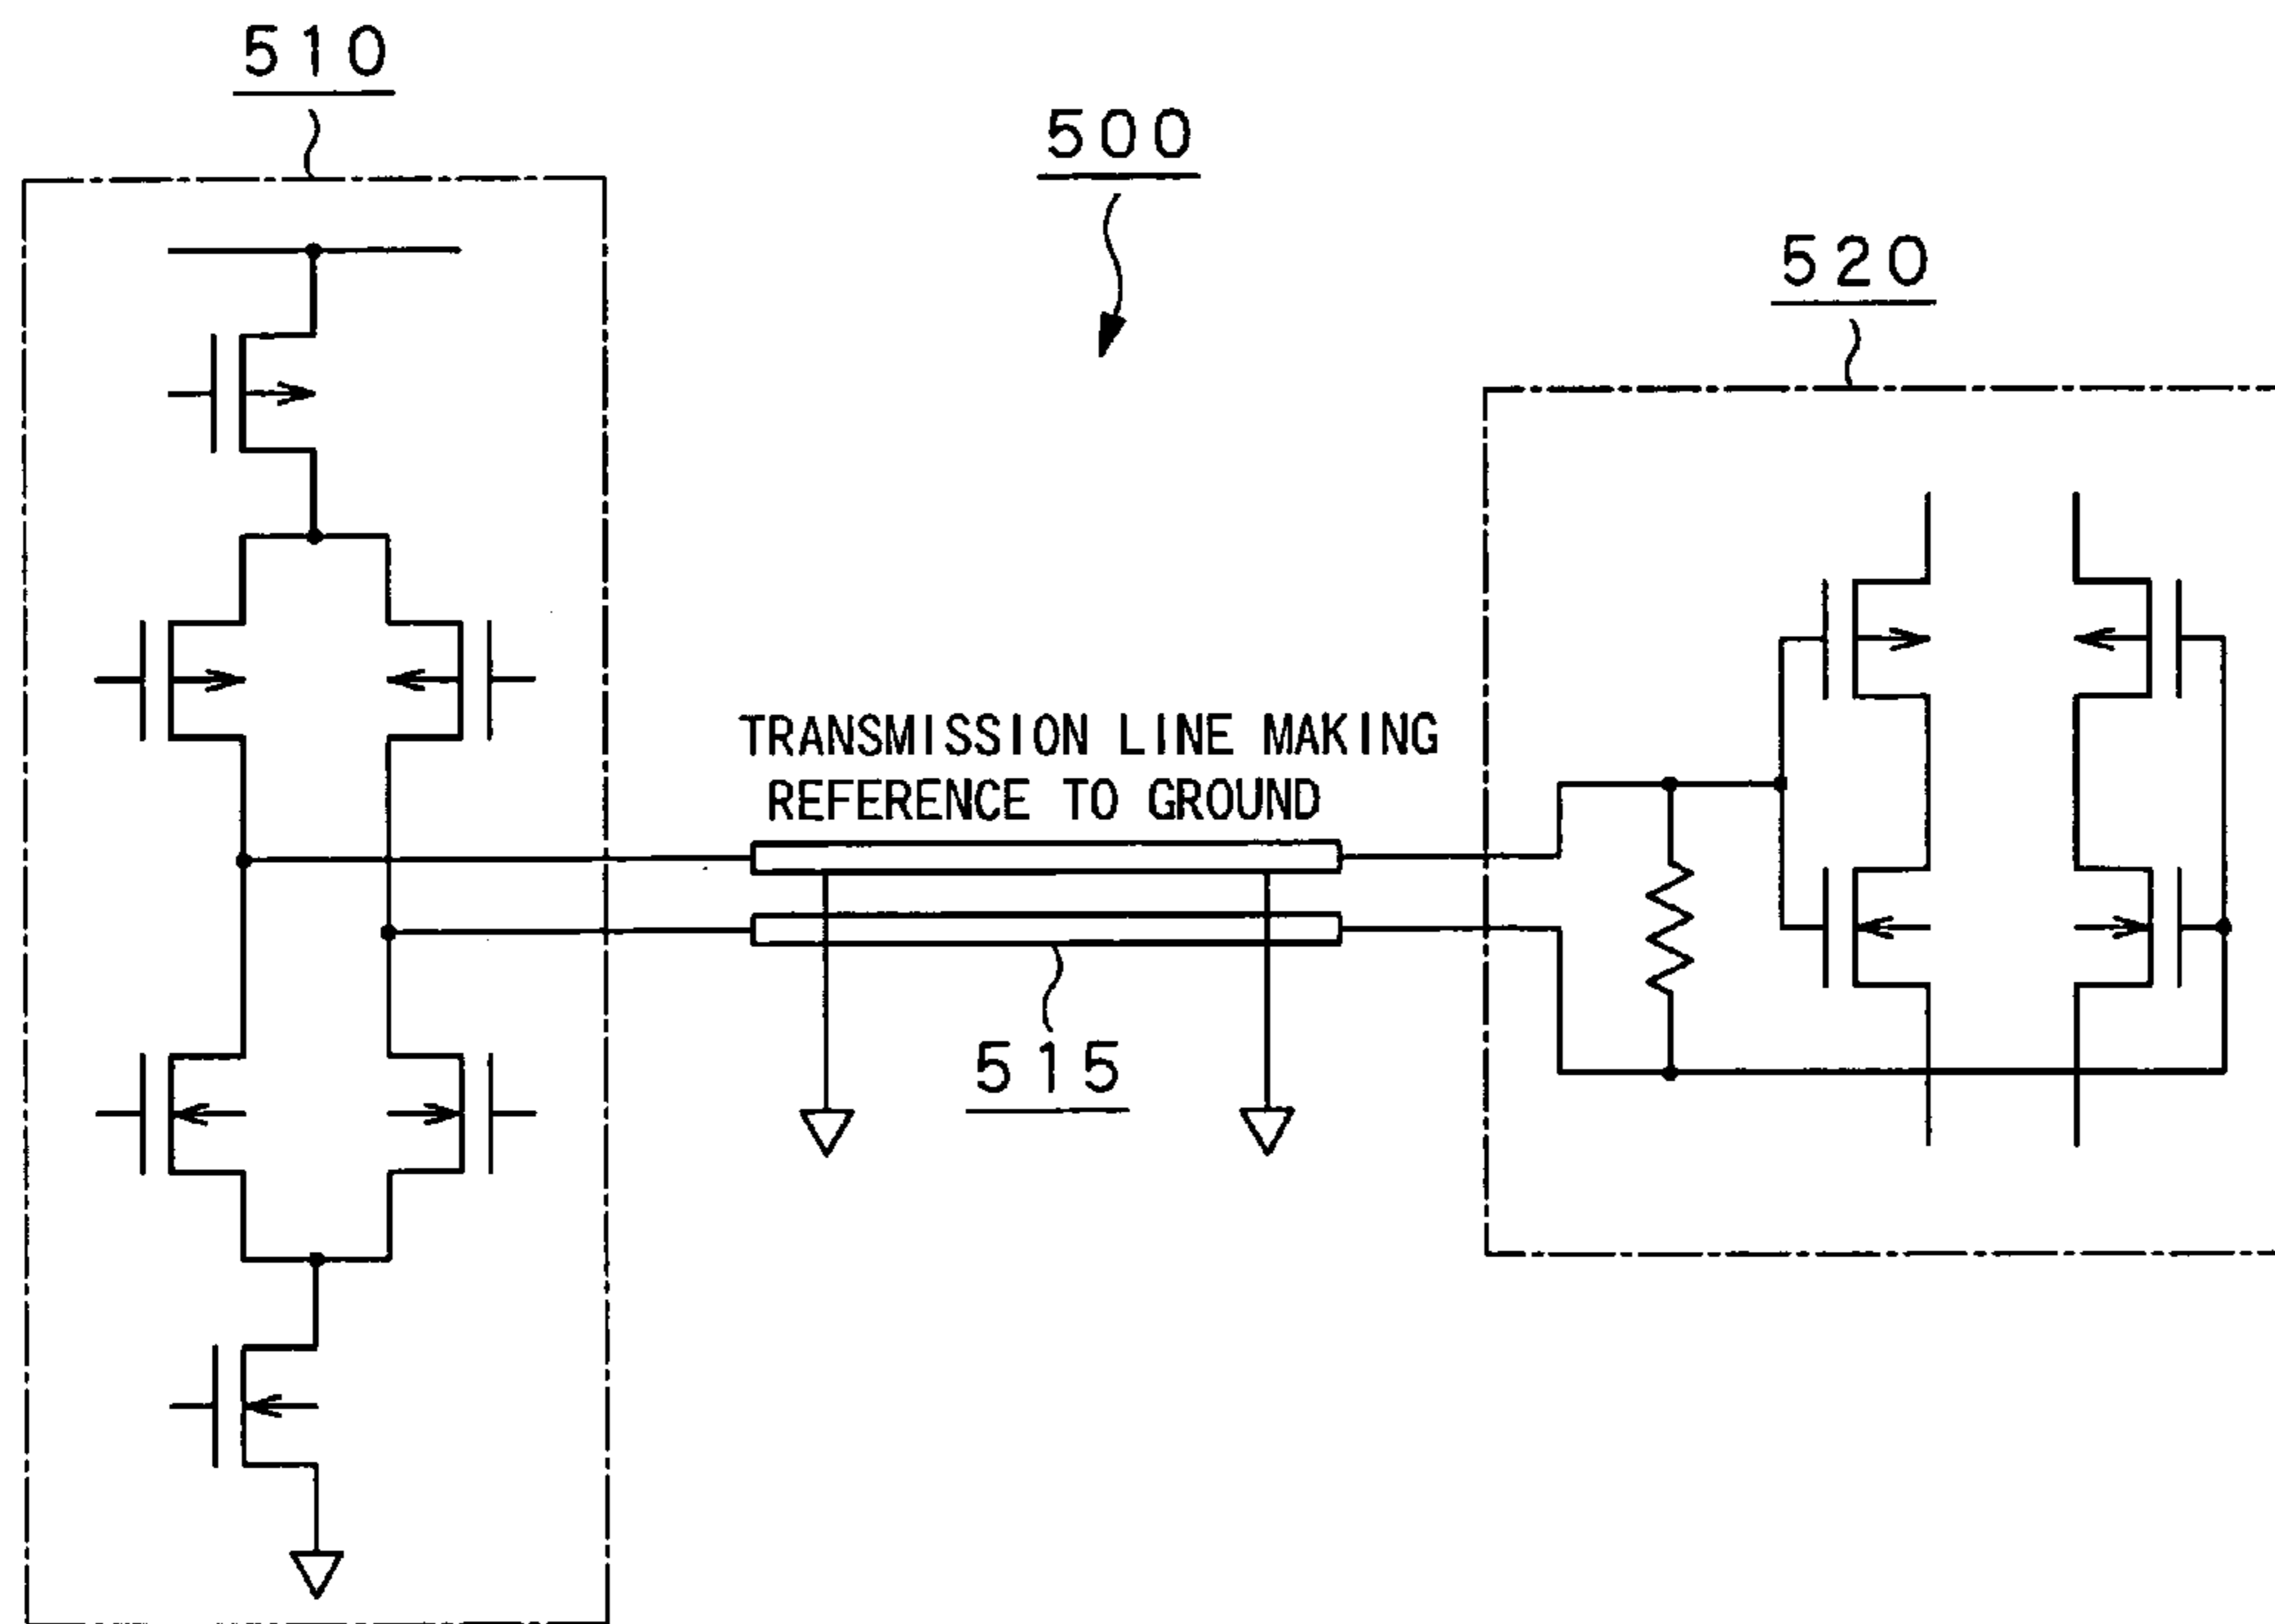 510
500
520
TRANSMISSION LINE MAKING
REFERENCE TO GROUND
515